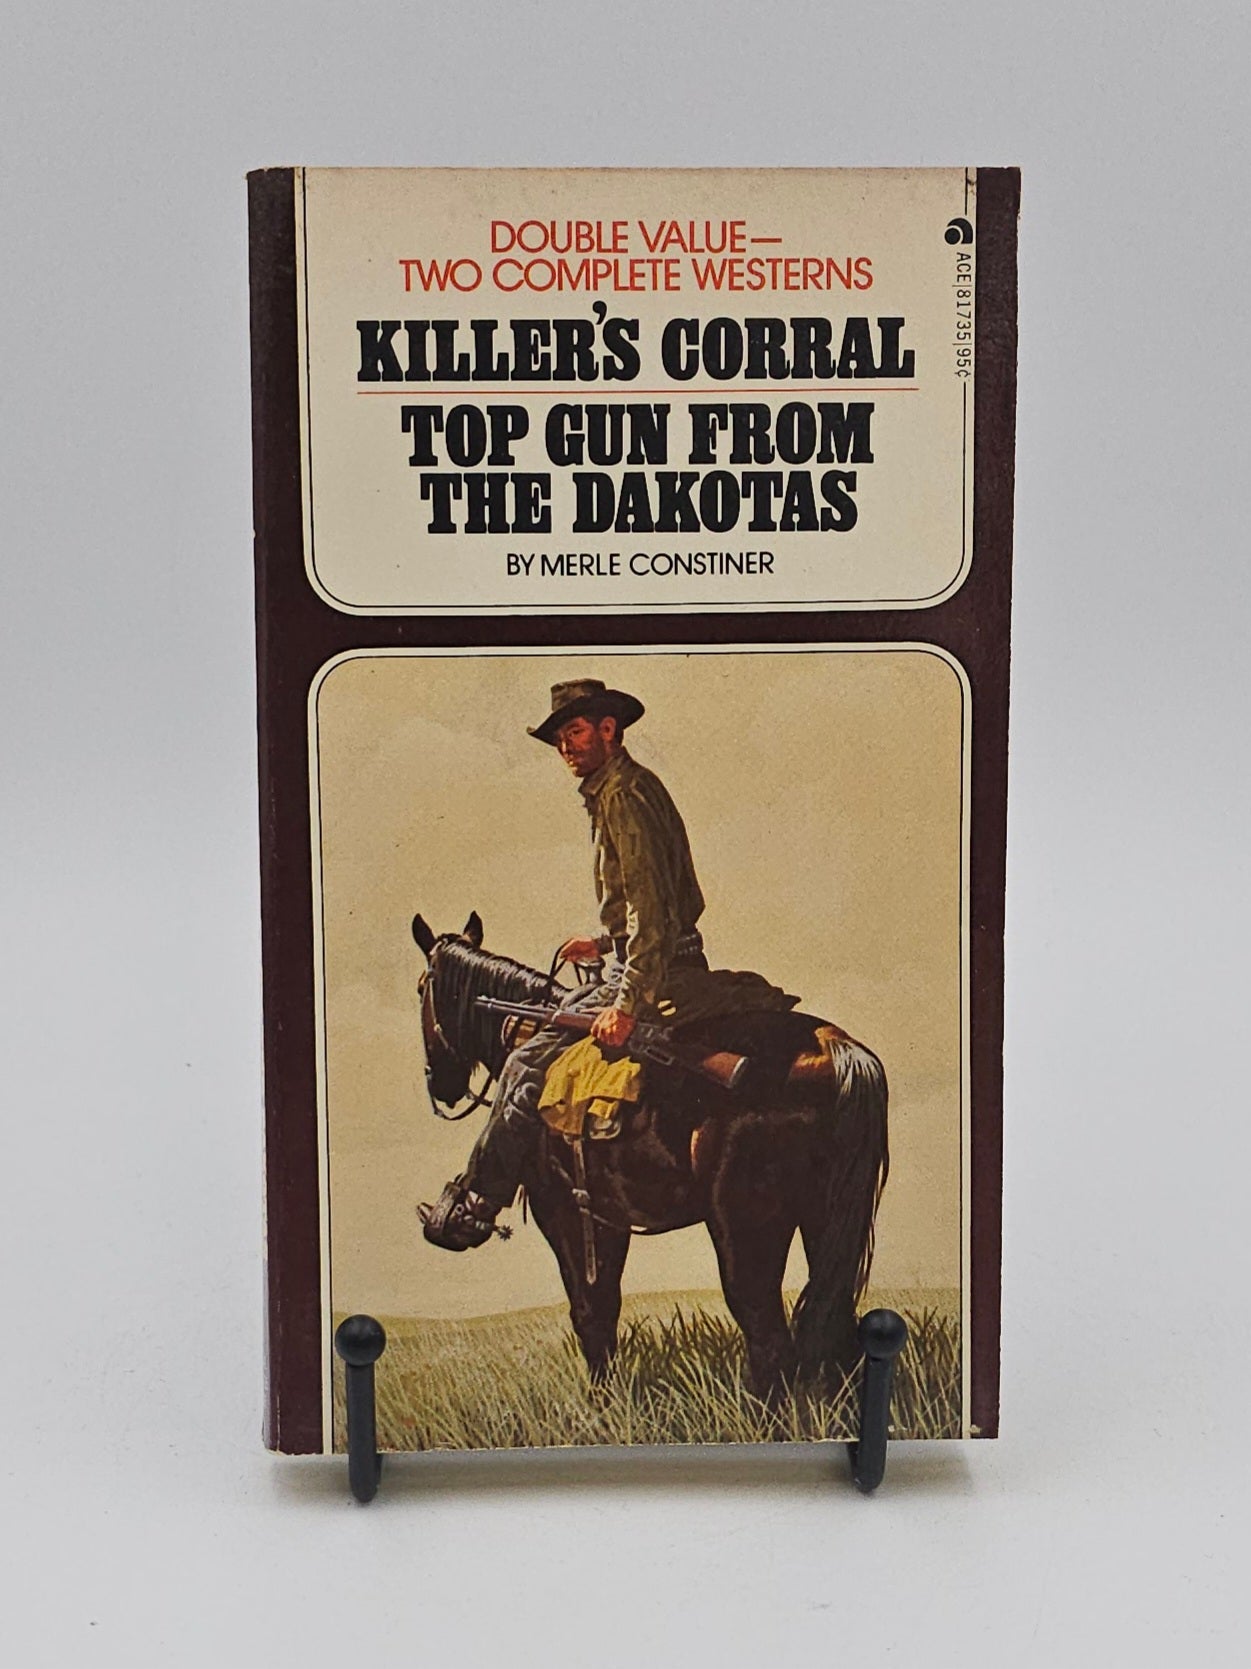 DOUBLE VALUE—
TWO COMPLETE WESTERNS
KILLER'S CORRAL
TOP GUN FROM
THE DAKOTAS
BY MERLE CONSTINER
ACE|81735|95¢